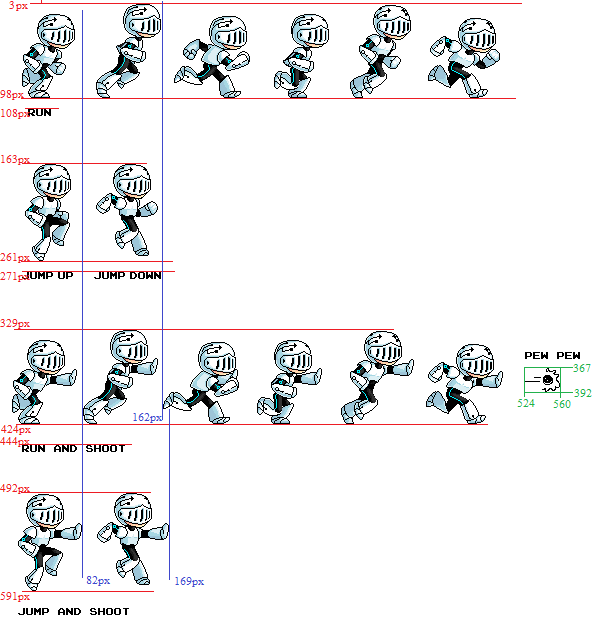 3px
98px
108px
RUN
163px
261px
271px
JUMP UP JUMP DOWN
329px
PEW PEW
367
392
524 560
162px
424px
444px
RUN AND SHOOT
492px
82px 169px
591px
JUMP AND SHOOT